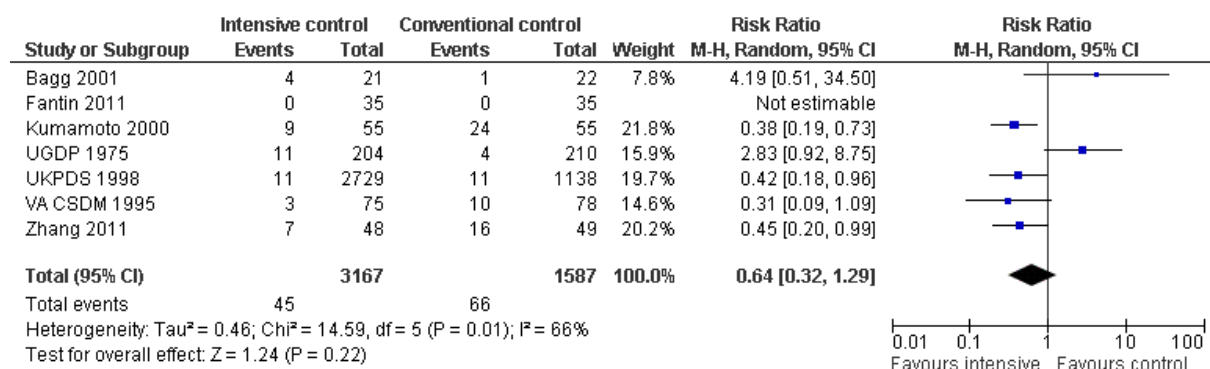 Intensive control Conventional control Risk Ratio Risk Ratio
Study or Subgroup Events Total Events Total Weight M-H, Random, 95% CI M-H, Random, 95% CI
Bagg 2001 4 21 1 22 7.8% 4.19 [0.51, 34.50]
Fantin 2011 0 35 0 35 Not estimable
Kumamoto 2000 9 55 24 55 21.8% 0.38 [0.19, 0.73]
UGDP 1975 11 204 4 210 15.9% 2.83 [0.92, 8.75]
UKPDS 1998 11 2729 11 1138 19.7% 0.42 [0.18, 0.96]
VA CSDM 1995 3 75 10 78 14.6% 0.31 [0.09, 1.09]
Zhang 2011 7 48 16 49 20.2% 0.45 [0.20, 0.99]
Total (95% CI) 3167 1587 100.0% 0.64 [0.32, 1.29]
Total events 45 66
Heterogeneity: Tau² = 0.46; Chi² = 14.59, df = 5 (P = 0.01); I² = 66%
Test for overall effect: Z = 1.24 (P = 0.22)
0.01 0.1 1 10 100
Favours intensive Favours control